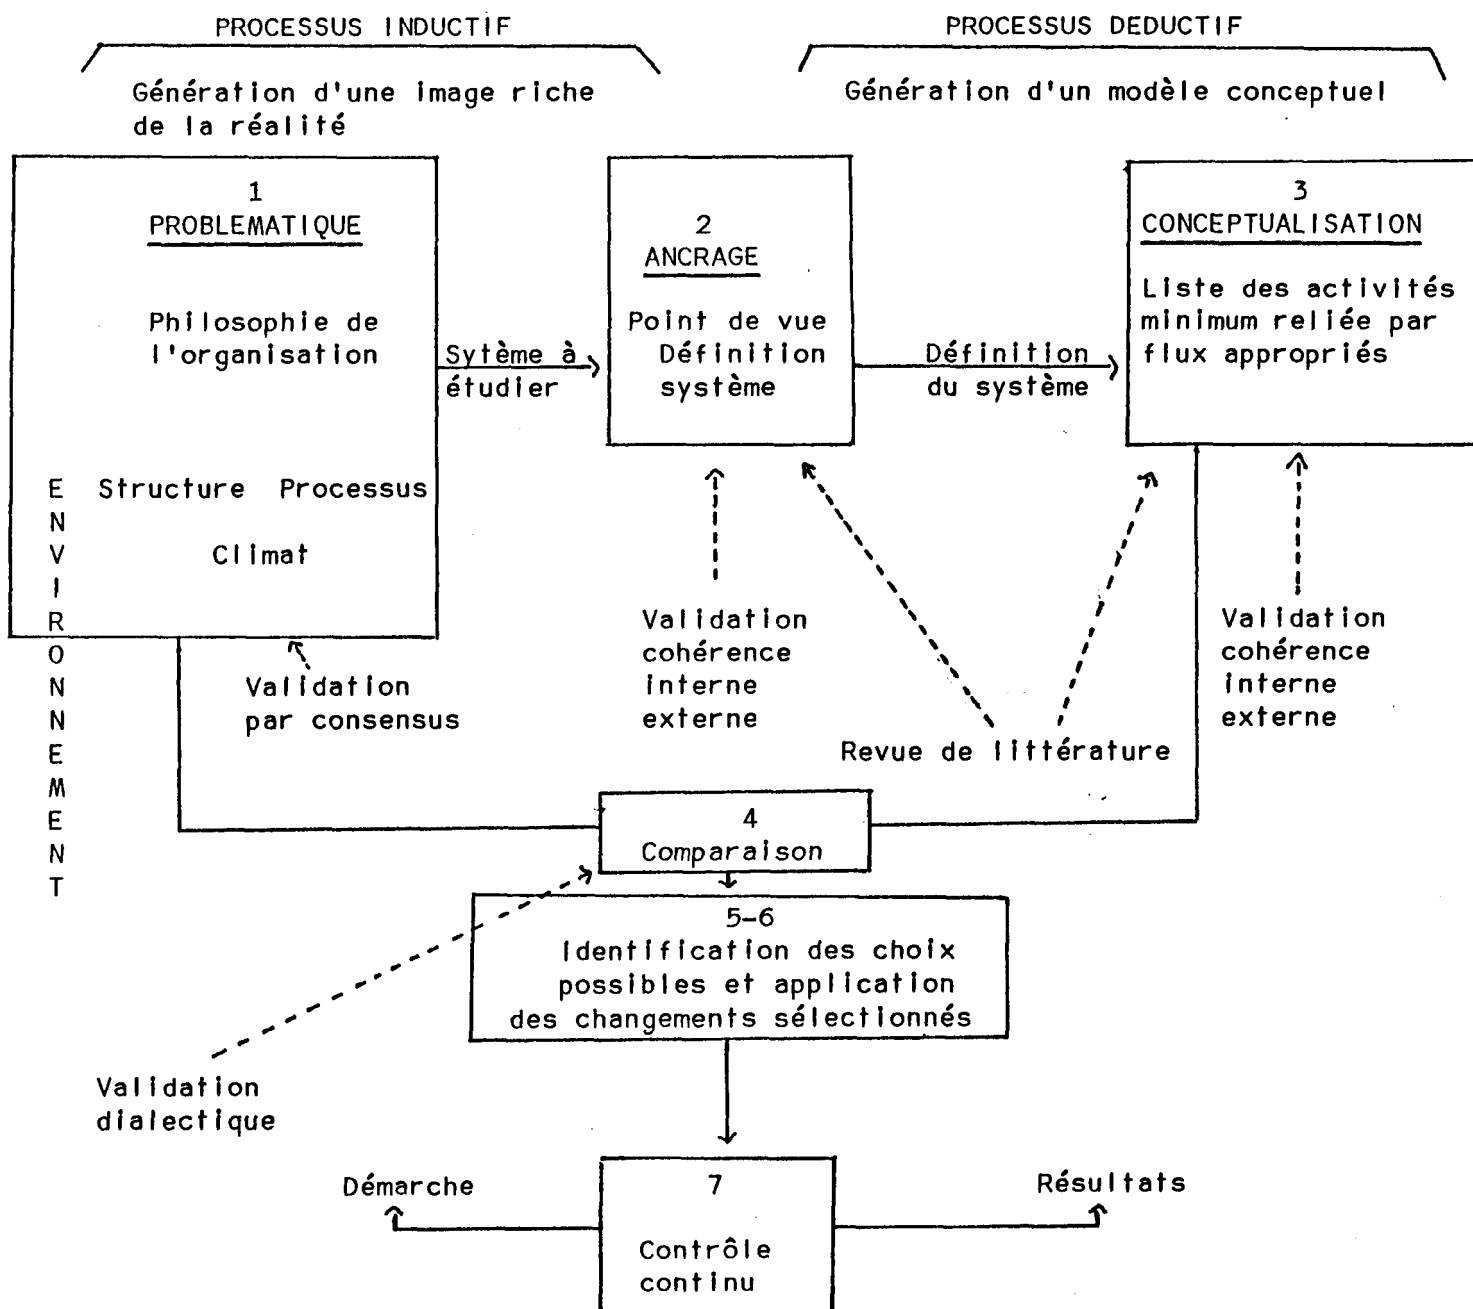 PROCESSUS INDUCTIF
PROCESSUS DEDUCTIF
Génération d'une image riche
de la réalité
Génération d'un modèle conceptuel
1
PROBLEMATIQUE
Philosophie de
l'organisation
Structure Processus
Climat
ENVIRONNEMENT
Sytème à
étudier
2
ANCRAGE
Point de vue
Définition
système
Définition
du système
3
CONCEPTUALISATION
Liste des activités
minimum reliée par
flux appropriés
Validation
par consensus
Validation
cohérence
interne
externe
Revue de littérature
Validation
cohérence
interne
externe
4
Comparaison
5-6
Identification des choix
possibles et application
des changements sélectionnés
Validation
dialectique
Démarche
7
Contrôle
continu
Résultats